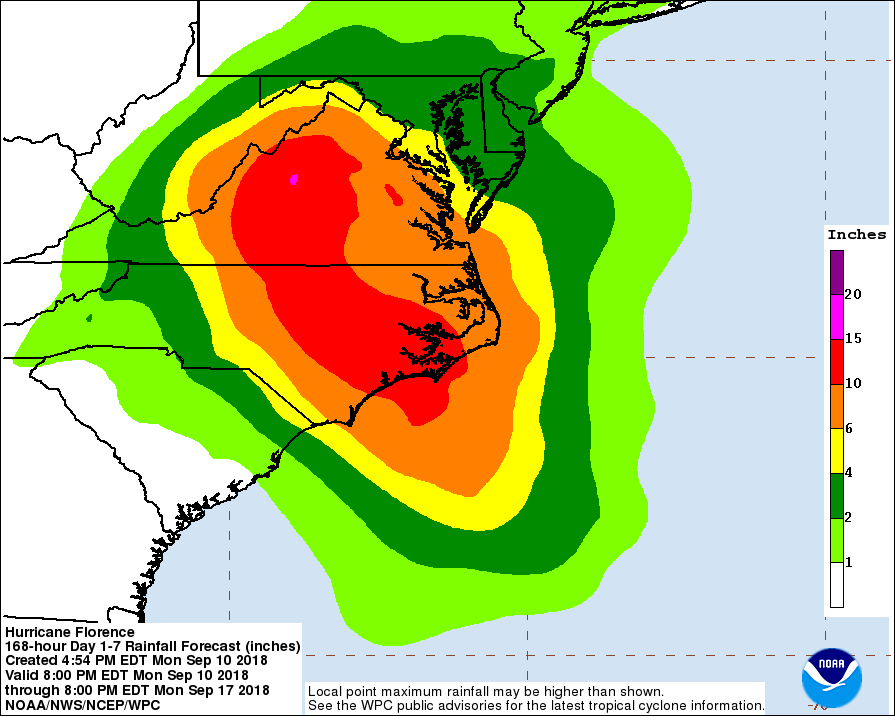 Inches
20
15
10
6
4
2
1
Hurricane Florence
168-hour Day 1-7 Rainfall Forecast (inches)
Created 4:54 PM EDT Mon Sep 10 2018
Valid 8:00 PM EDT Mon Sep 10 2018
through 8:00 PM EDT Mon Sep 17 2018
NOAA/NWS/NCEP/WPC
Local point maximum rainfall may be higher than shown.
See the WPC public advisories for the latest tropical cyclone information.
NOAA